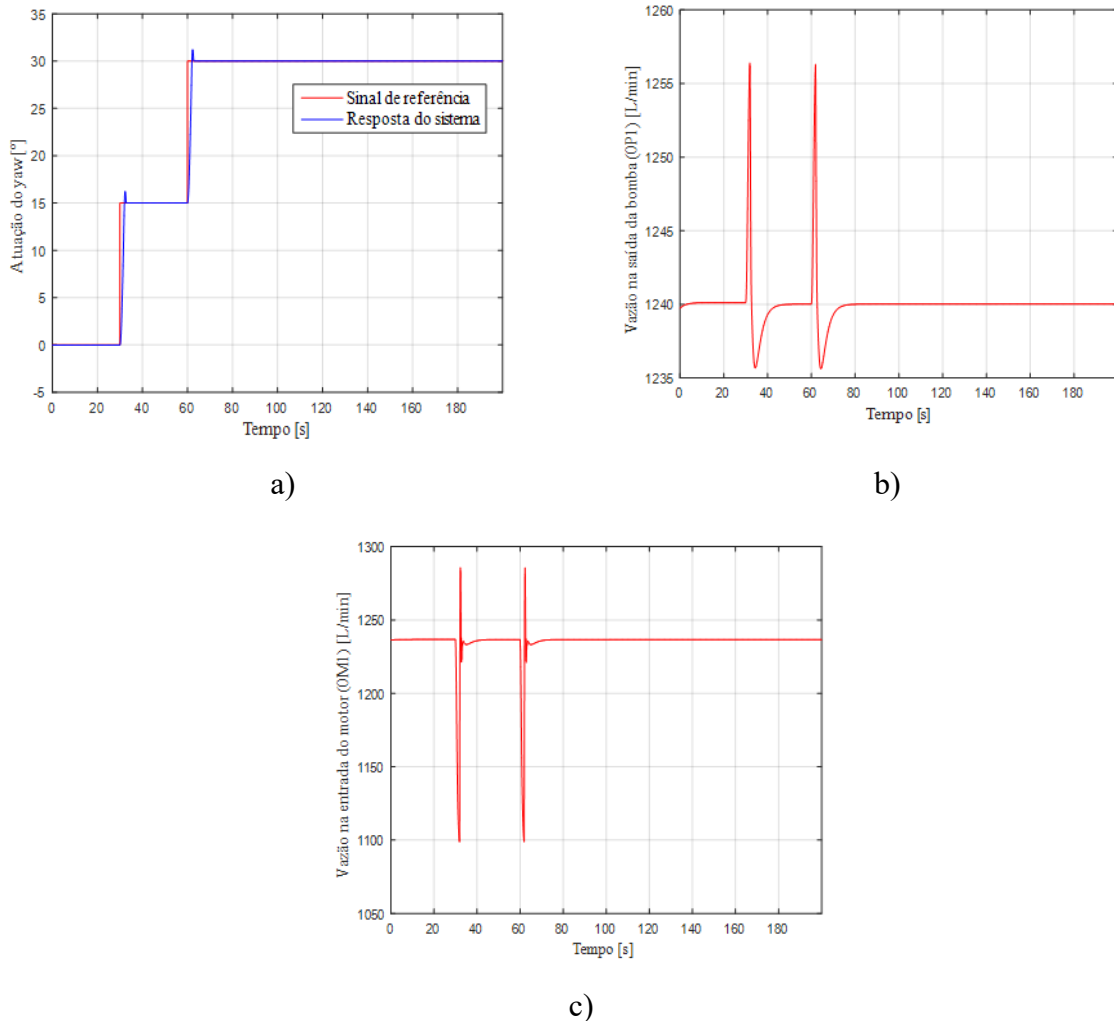 35
30
25
20
15
10
5
0
-5
Atuação do yaw [º]
0 20 40 60 80 100 120 140 160 180
Tempo [s]
Sinal de referência
Resposta do sistema
a)
1260
1255
1250
1245
1240
1235
Vazão na saída da bomba (0P1) [L/min]
0 20 40 60 80 100 120 140 160 180
Tempo [s]
b)
1300
1250
1200
1150
1100
1050
Vazão na entrada do motor (0M1) [L/min]
0 20 40 60 80 100 120 140 160 180
Tempo [s]
c)